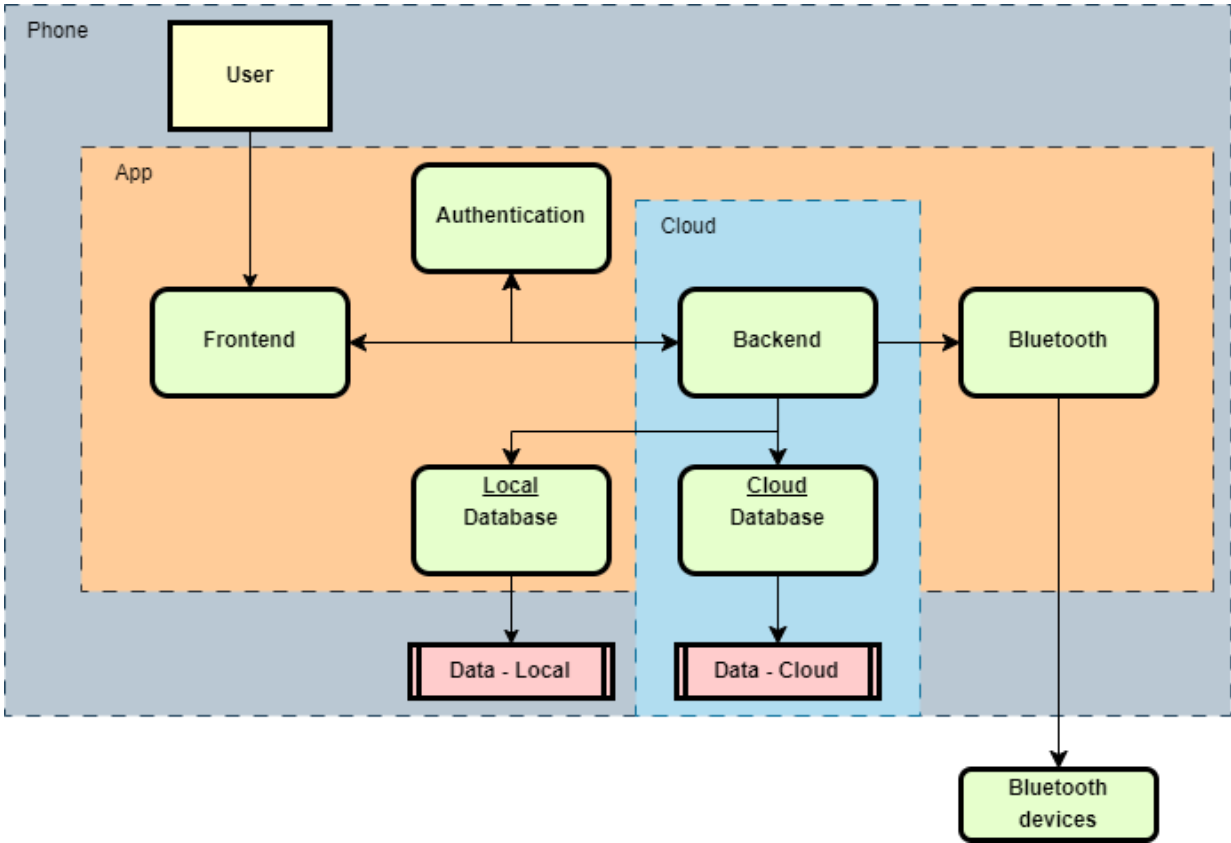 Phone
User
App
Authentication
Cloud
Frontend
Backend
Bluetooth
Local
Database
Cloud
Database
Data - Local
Data - Cloud
Bluetooth
devices